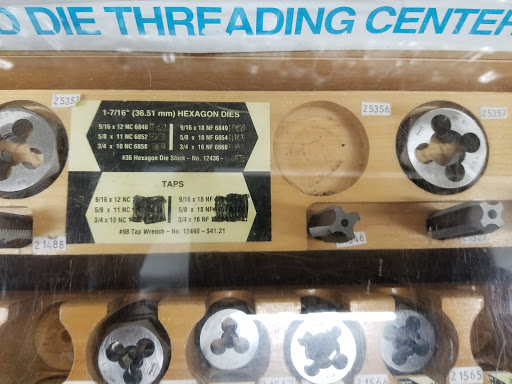 D DIE THREADING CENTER
25353
1-7/16" (36.51 mm) HEXAGON DIES
9/16 x 12 NC 6848
9/16 x 18 NF 6849
5/8 x 11 NC 6852
5/8 x 18 NF 6854
3/4 x 10 NC 6858
3/4 x 16 NF 6860
#36 Hexagon Die Stock – No. 12436 -
25356
25357
TAPS
9/16 x 12 NC
9/16 x 18 NF
5/8 x 11 NC
5/8 x 18 NF
3/4 x 10 NC
3/4 x 16 NF
#98 Tap Wrench – No. 12498 – $41.21
21488
21565